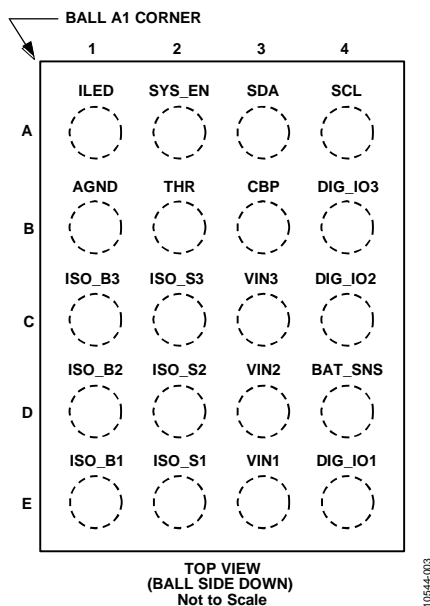 BALL A1 CORNER
1 2 3 4
ILED SYS_EN SDA SCL
A
AGND THR CBP DIG_IO3
B
ISO_B3 ISO_S3 VIN3 DIG_IO2
C
ISO_B2 ISO_S2 VIN2 BAT_SNS
D
ISO_B1 ISO_S1 VIN1 DIG_IO1
E
TOP VIEW
(BALL SIDE DOWN)
Not to Scale
10544-003